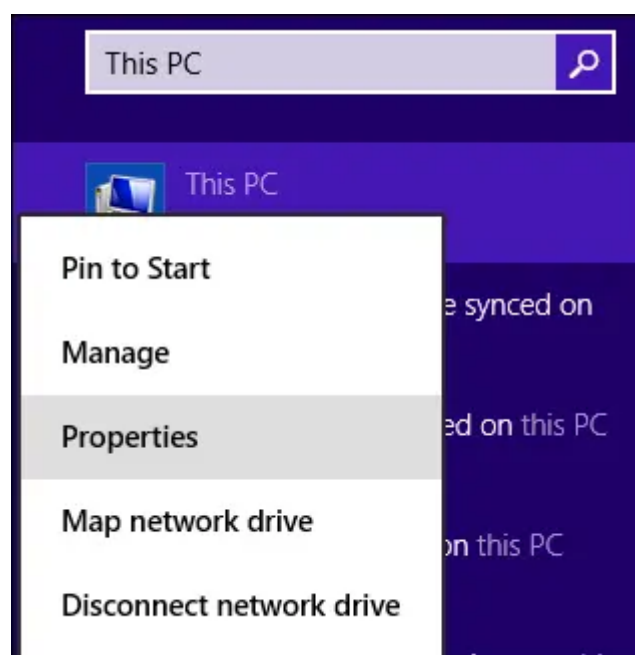 This PC
This PC
Pin to Start
Manage
e synced on
Properties
ed on this PC
Map network drive
on this PC
Disconnect network drive